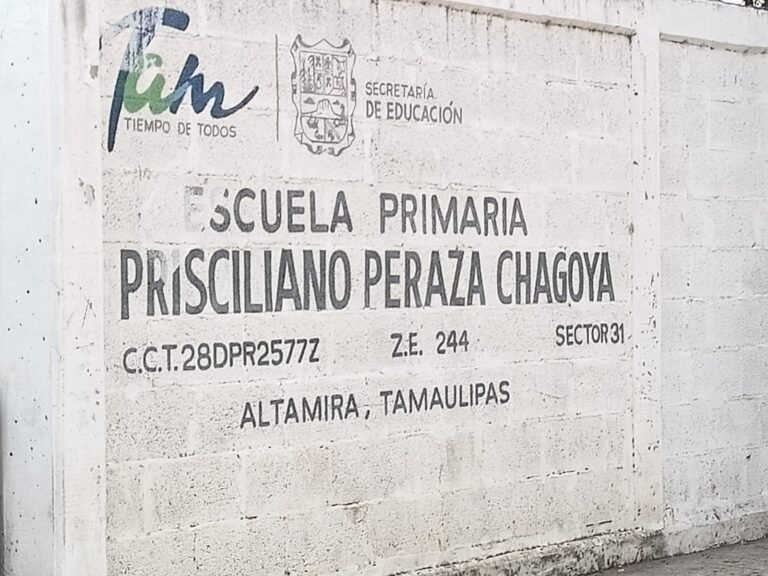 Tam
TIEMPO DE TODOS
SECRETARÍA
DE EDUCACIÓN
ESCUELA PRIMARIA
PRISCILIANO PERAZA CHAGOYA
C.C.T.28DPR2577Z Z.E. 244 SECTOR 31
ALTAMIRA, TAMAULIPAS